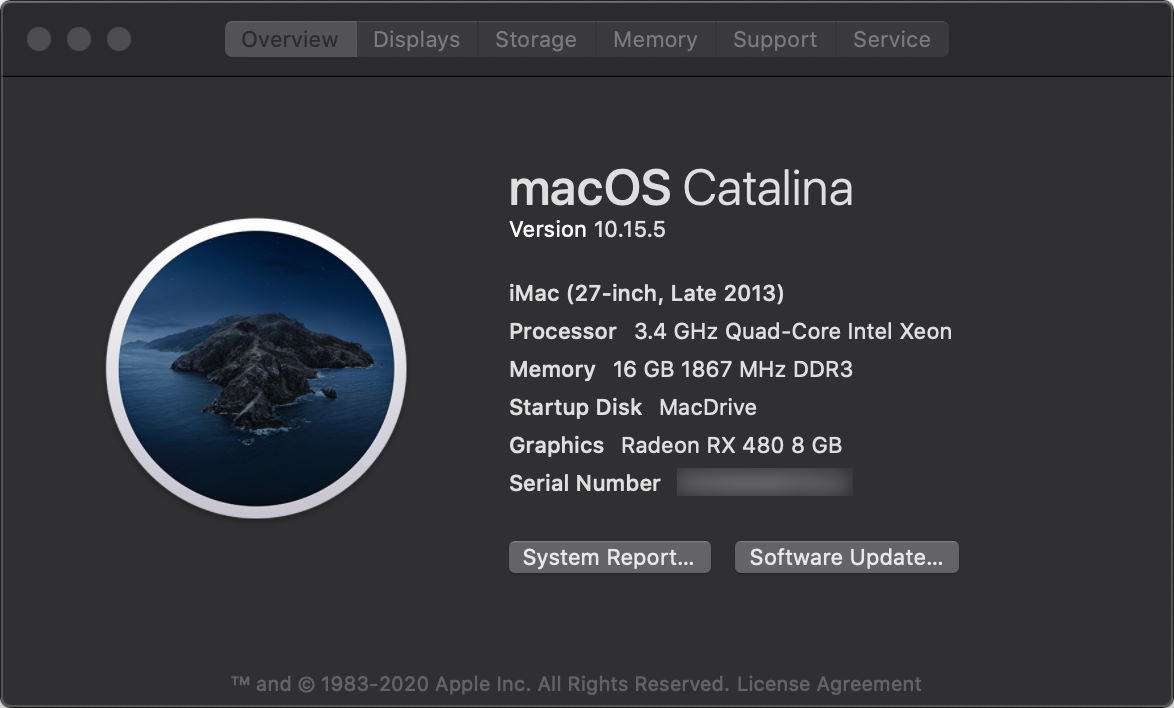 Overview Displays Storage Memory Support Service
macOS Catalina
Version 10.15.5
iMac (27-inch, Late 2013)
Processor 3.4 GHz Quad-Core Intel Xeon
Memory 16 GB 1867 MHz DDR3
Startup Disk MacDrive
Graphics Radeon RX 480 8 GB
Serial Number
System Report... Software Update...
™ and © 1983-2020 Apple Inc. All Rights Reserved. License Agreement